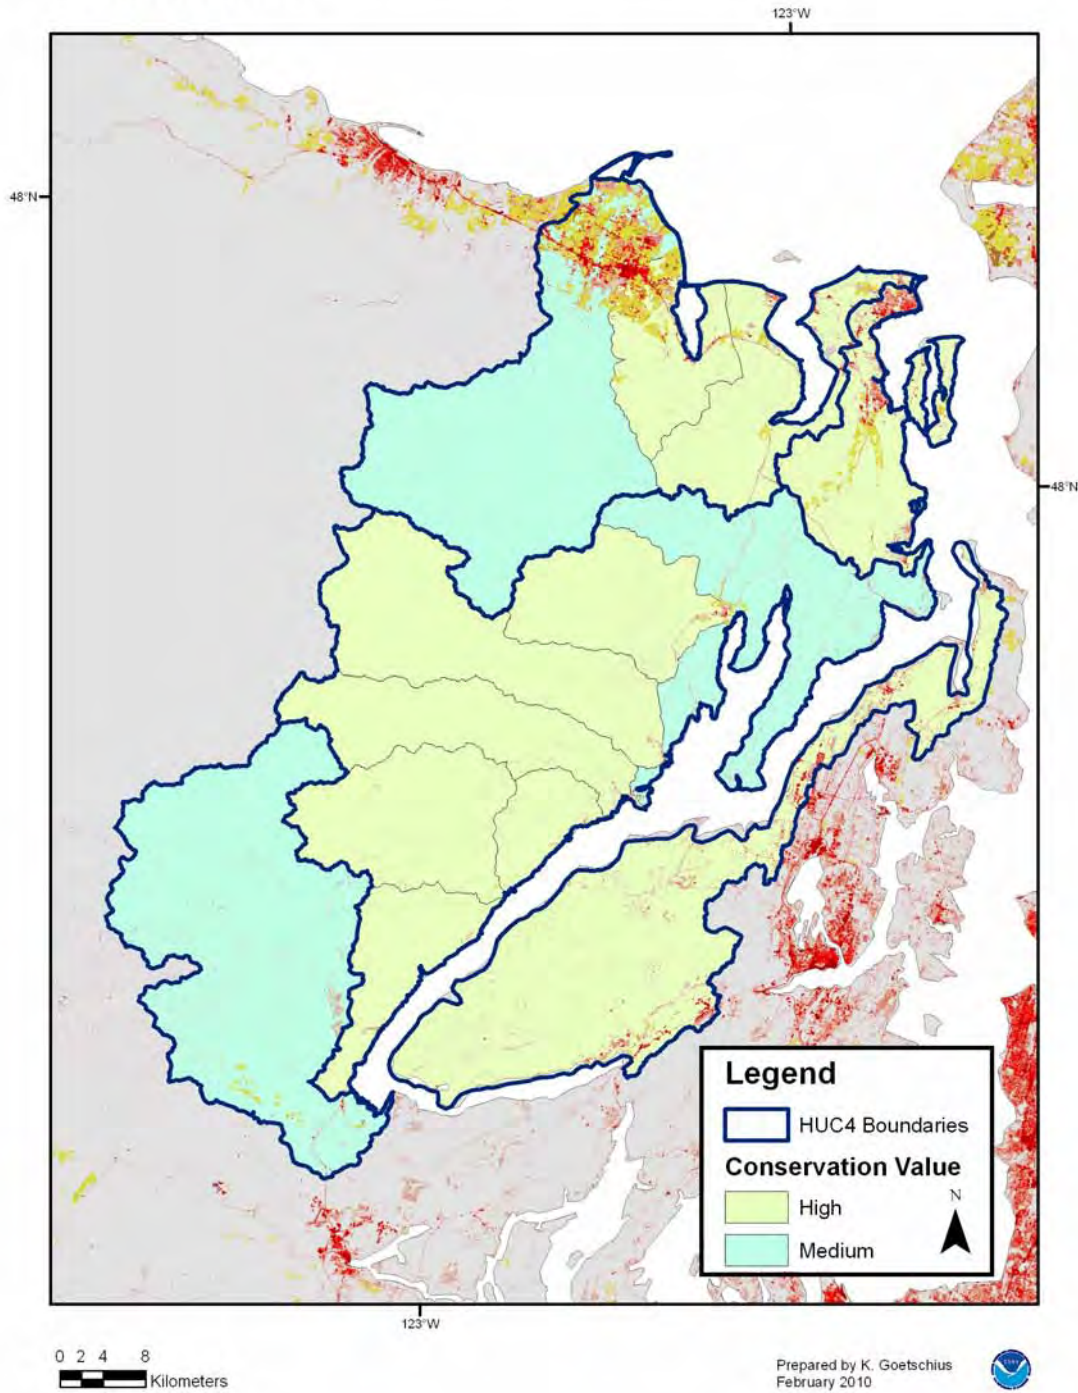 123°W
48°N
48°N
Legend
HUC4 Boundaries
Conservation Value
High
Medium
N
123°W
0 2 4 8
Kilometers
Prepared by K. Goetschius
February 2010